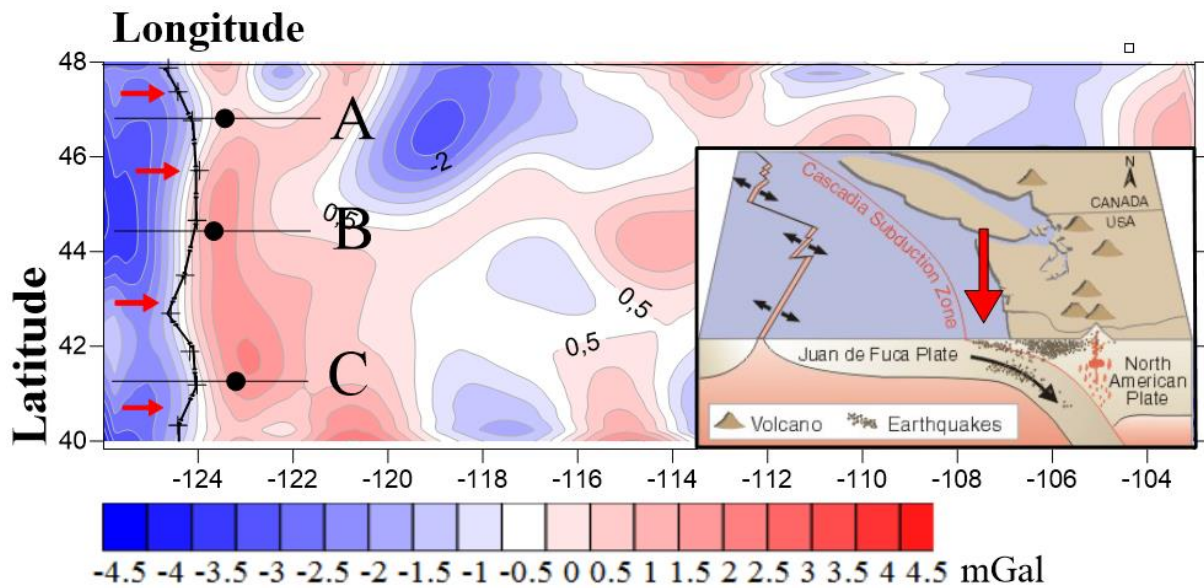 Longitude
Latitude
48
46
44
42
40
A
B
C
-2
0,5
0,5
0,5
-124
-122
-120
-118
-116
-114
-112
-110
-108
-106
-104
N
CANADA
USA
Cascadia Subduction Zone
Juan de Fuca Plate
North
American
Plate
Volcano
Earthquakes
-4.5 -4 -3.5 -3 -2.5 -2 -1.5 -1 -0.5 0 0.5 1 1.5 2 2.5 3 3.5 4 4.5 mGal